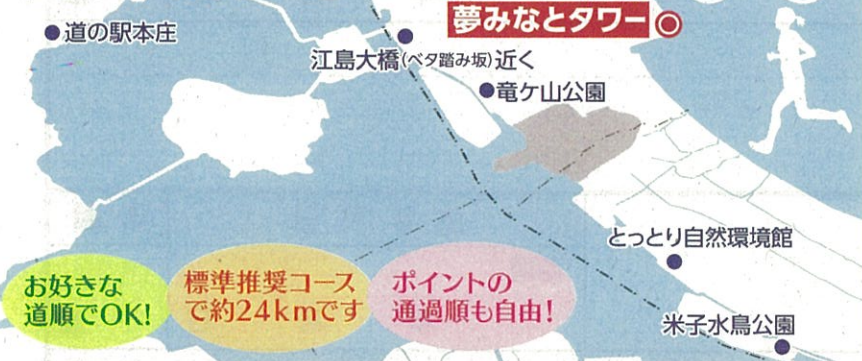 夢みなとタワー
道の駅本庄
江島大橋(ベタ踏み坂)近く
竜ケ山公園
とっとり自然環境館
お好きな
道順でOK!
標準推奨コース
で約24kmです
ポイントの
通過順も自由!
米子水鳥公園